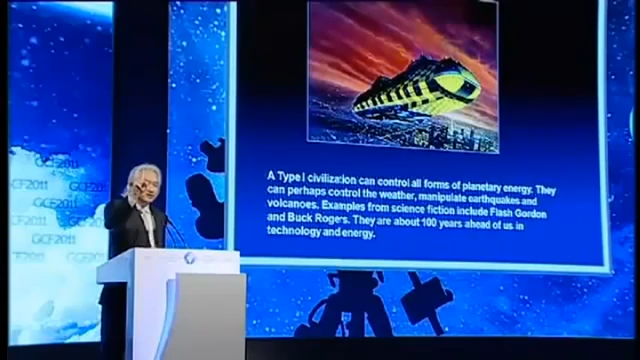 A Type I civilization can control all forms of planetary energy. They
can perhaps control the weather, manipulate earthquakes and
volcanoes. Examples from science fiction include Flash Gordon
and Buck Rogers. They are about 100 years ahead of us in
technology and energy.
GCF2011
GCF2011
GCF2011